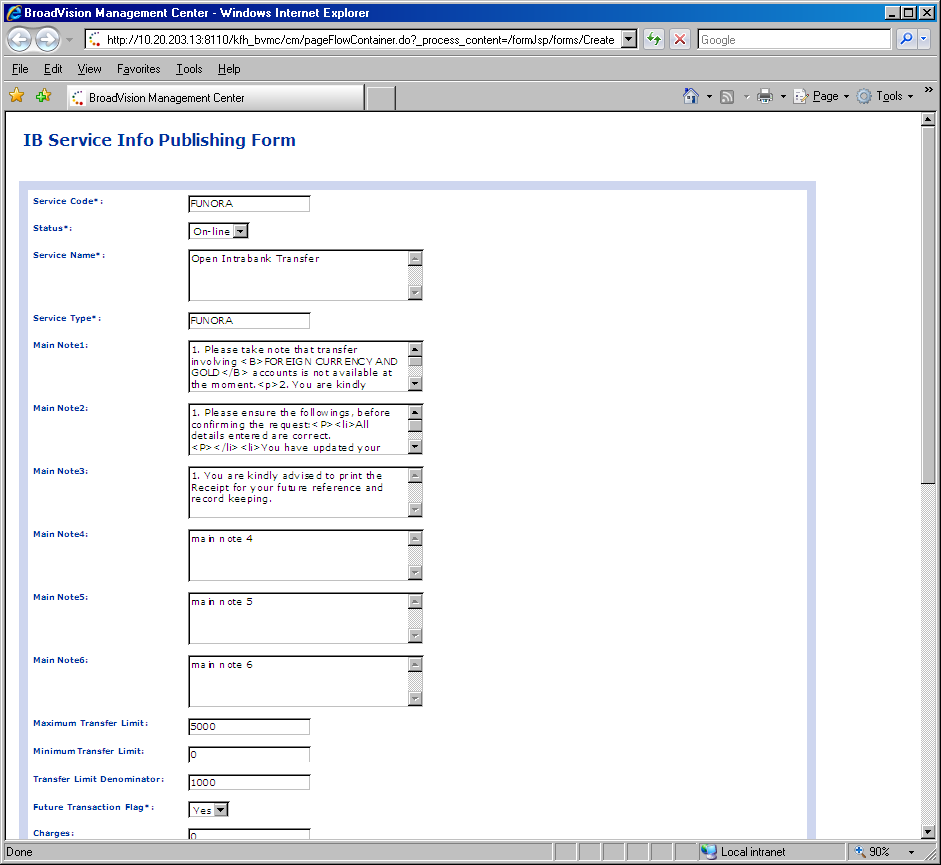 BroadVision Management Center - Windows Internet Explorer
http://10.20.203.13:8110/kfh_bvmc/cm/pageFlowContainer.do?_process_content=/formJsp/forms/Create
Google
File Edit View Favorites Tools Help
BroadVision Management Center
Page Tools »
IB Service Info Publishing Form
Service Code*: FUNORA
Status*: On-line
Service Name*: Open Intrabank Transfer
Service Type*: FUNORA
Main Note1: 1. Please take note that transfer
involving <B>FOREIGN CURRENCY AND
GOLD</B> accounts is not available at
the moment.<p>2. You are kindly
Main Note2: 1. Please ensure the followings, before
confirming the request:<P><li>All
details entered are correct.
<P></li><li>You have updated your
Main Note3: 1. You are kindly advised to print the
Receipt for your future reference and
record keeping.
Main Note4: main note 4
Main Note5: main note 5
Main Note6: main note 6
Maximum Transfer Limit: 5000
Minimum Transfer Limit: 0
Transfer Limit Denominator: 1000
Future Transaction Flag*: Yes
Charges: 0
Done Local intranet 90%